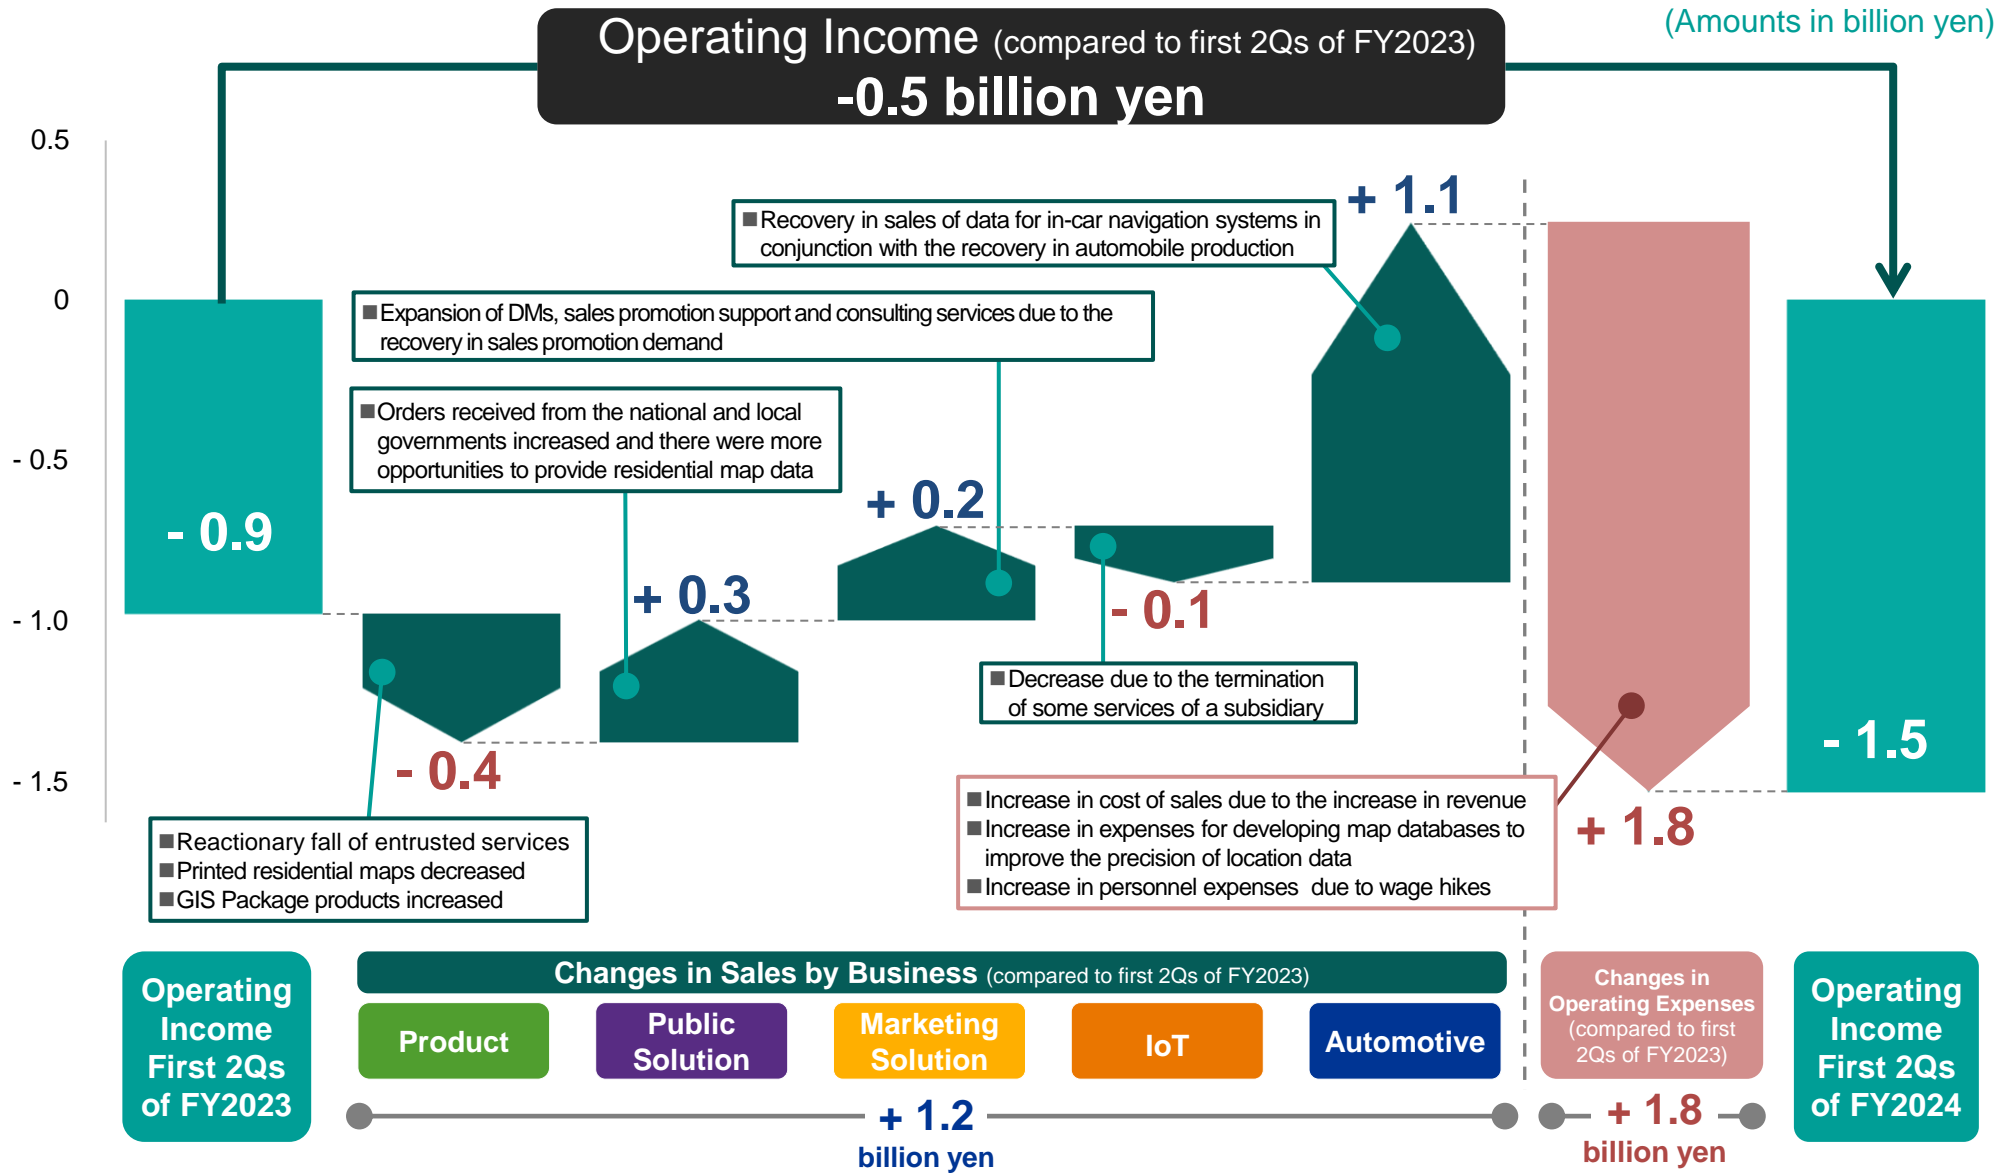 (Amounts in billion yen)
Operating Income (compared to first 2Qs of FY2023)
-0.5 billion yen
0.5
0
- 0.5
- 1.0
- 1.5
- 0.9
- 0.4
+ 0.3
+ 0.2
- 0.1
+ 1.1
+ 1.8
- 1.5
■ Recovery in sales of data for in-car navigation systems in
conjunction with the recovery in automobile production
■ Expansion of DMs, sales promotion support and consulting services due to the
recovery in sales promotion demand
■ Orders received from the national and local
governments increased and there were more
opportunities to provide residential map data
■ Decrease due to the termination
of some services of a subsidiary
■ Reactionary fall of entrusted services
■ Printed residential maps decreased
■ GIS Package products increased
■ Increase in cost of sales due to the increase in revenue
■ Increase in expenses for developing map databases to
improve the precision of location data
■ Increase in personnel expenses due to wage hikes
Operating
Income
First 2Qs
of FY2023
Changes in Sales by Business (compared to first 2Qs of FY2023)
Product
Public
Solution
Marketing
Solution
IoT
Automotive
+ 1.2
billion yen
Changes in
Operating Expenses
(compared to first
2Qs of FY2023)
+ 1.8
billion yen
Operating
Income
First 2Qs
of FY2024